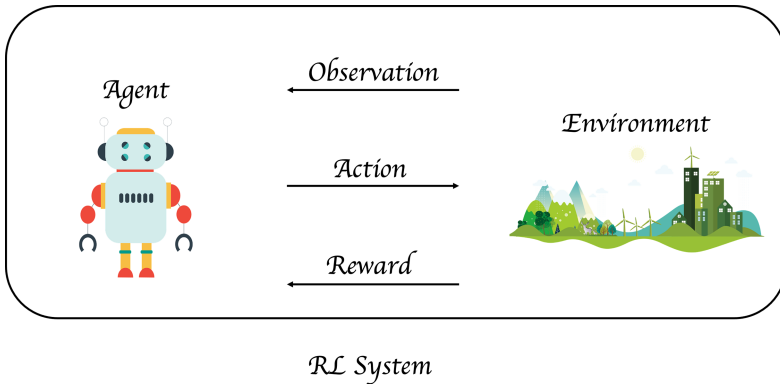 Observation
Agent
Environment
Action
Reward
RL System